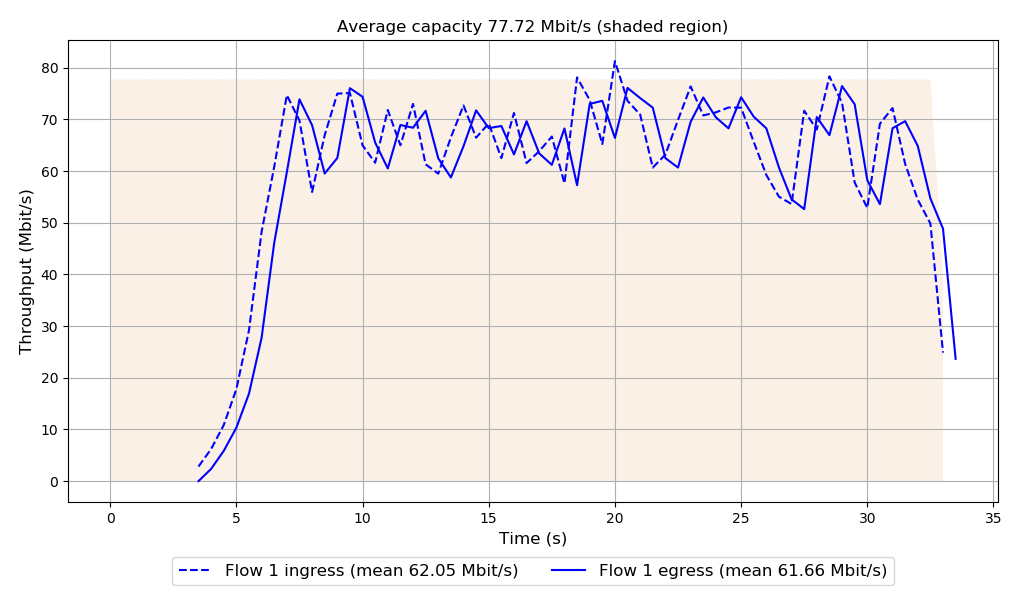 Average capacity 77.72 Mbit/s (shaded region)
Throughput (Mbit/s)
80
70
60
50
40
30
20
10
0
0 5 10 15 20 25 30 35
Time (s)
Flow 1 ingress (mean 62.05 Mbit/s) Flow 1 egress (mean 61.66 Mbit/s)